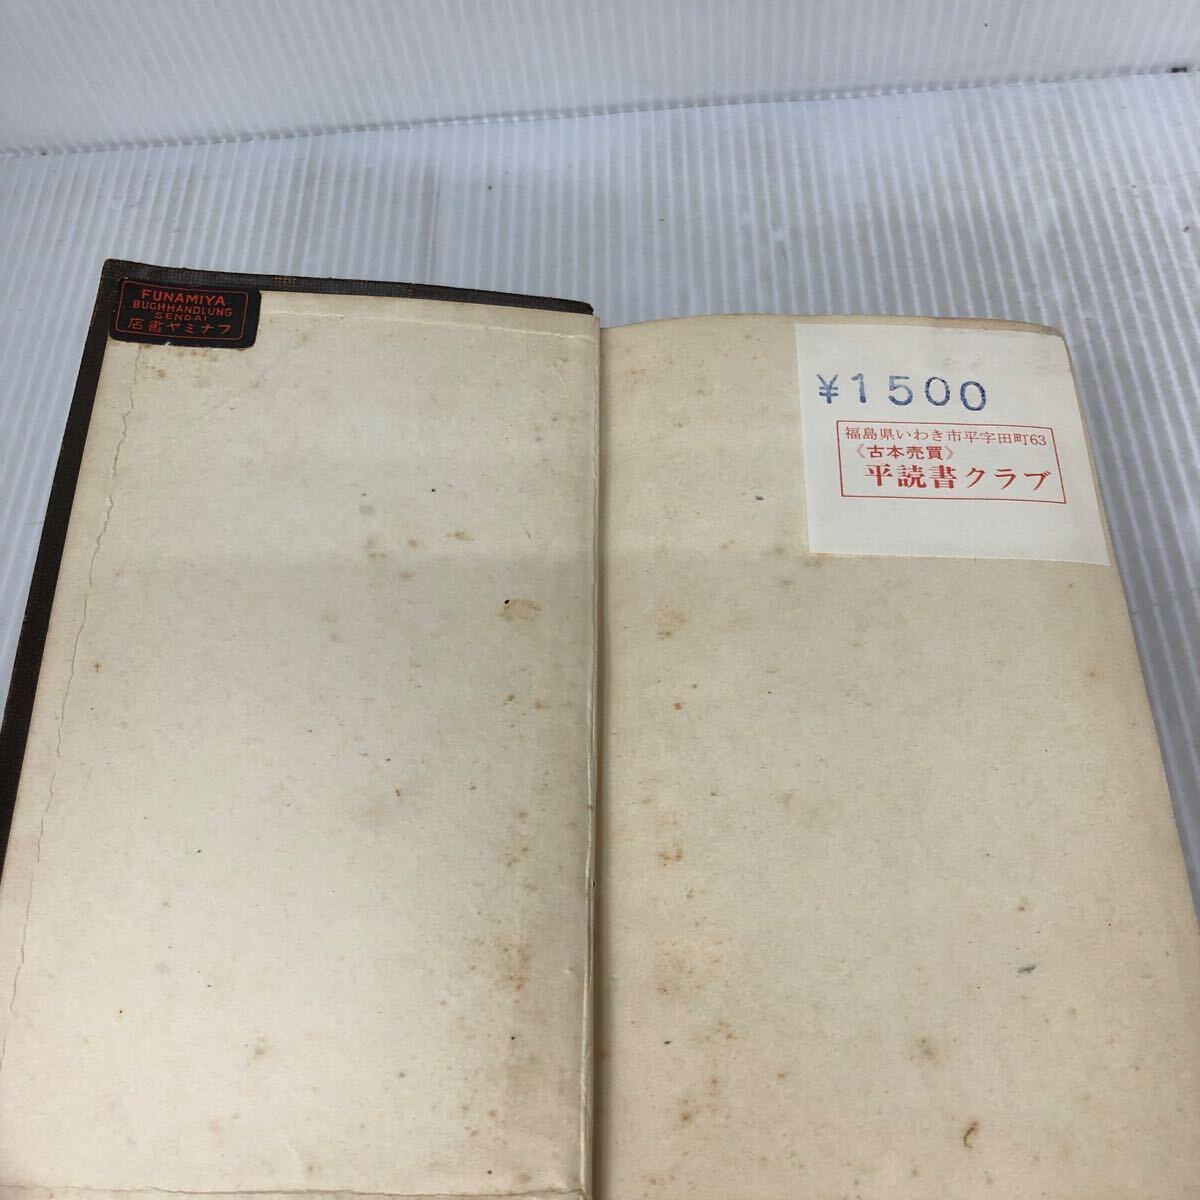 FUNAMIYA
BUCHHANDLUNG
SENDAI
店書ヤミナフ
¥1500
福島県いわき市平字田町63
《古本売買》
平読書クラブ